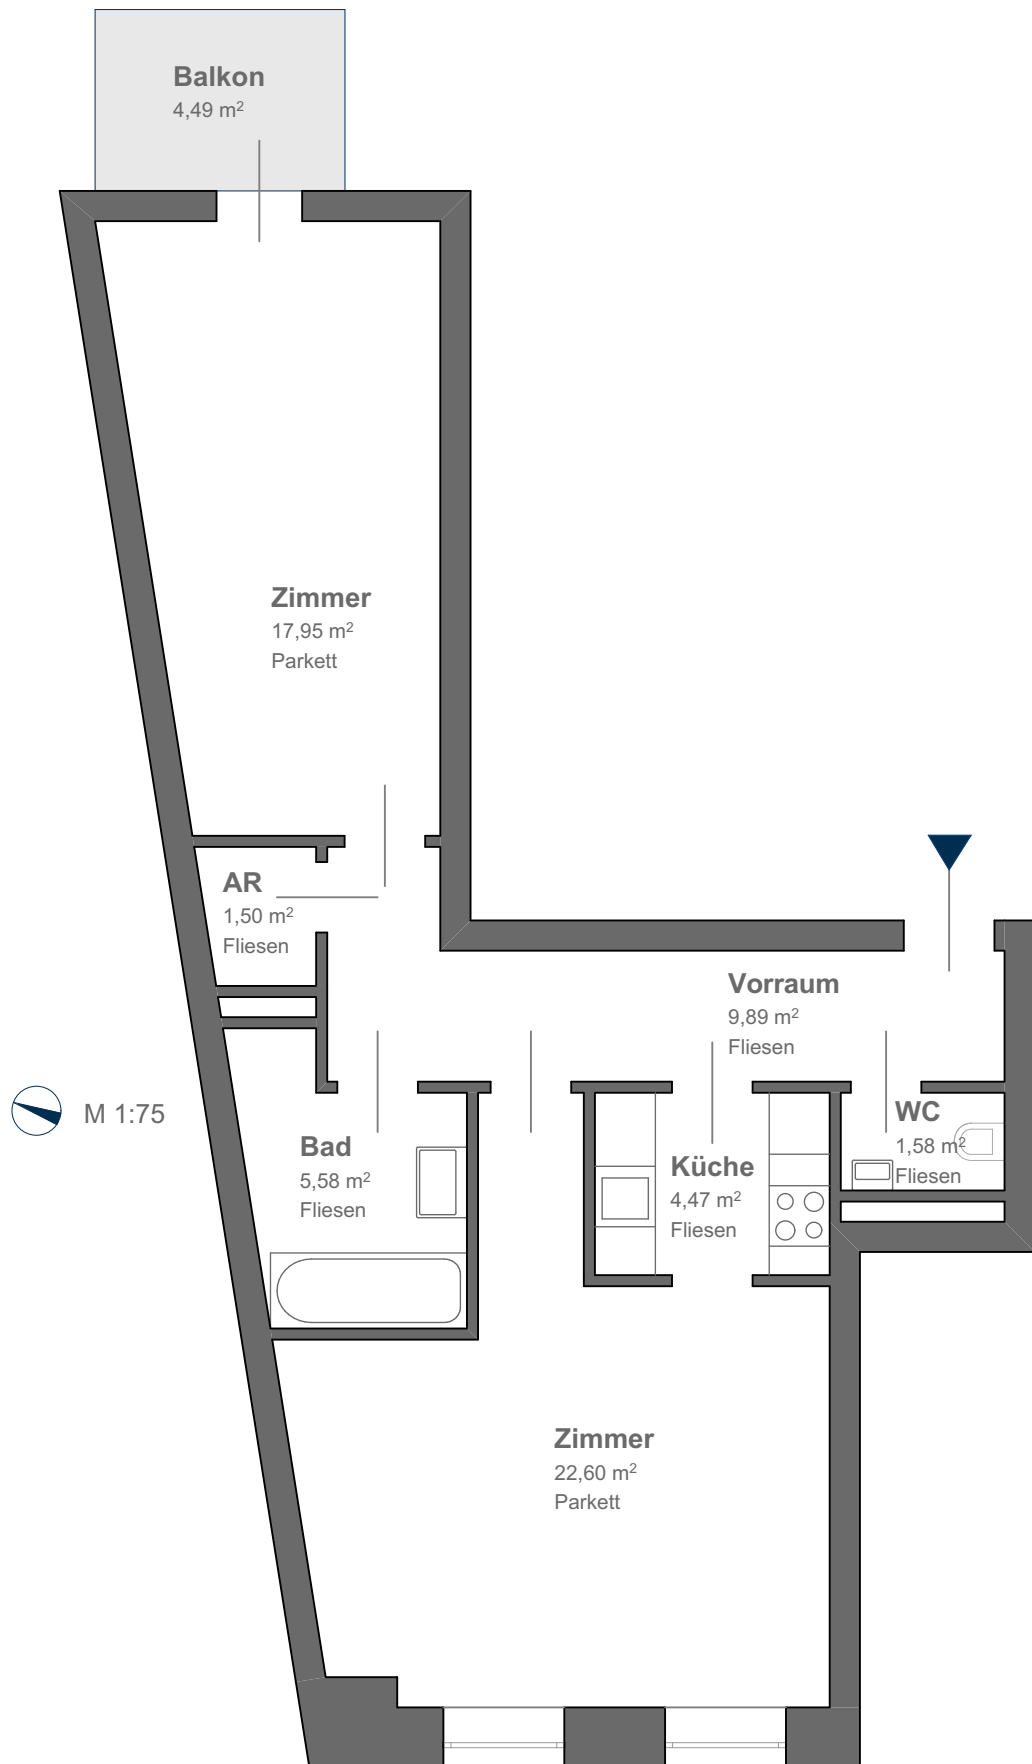 Balkon
4,49 m²
Zimmer
17,95 m²
Parkett
AR
1,50 m²
Fliesen
Vorraum
9,89 m²
Fliesen
M 1:75
Bad
5,58 m²
Fliesen
Küche
4,47 m²
Fliesen
WC
1,58 m²
Fliesen
Zimmer
22,60 m²
Parkett